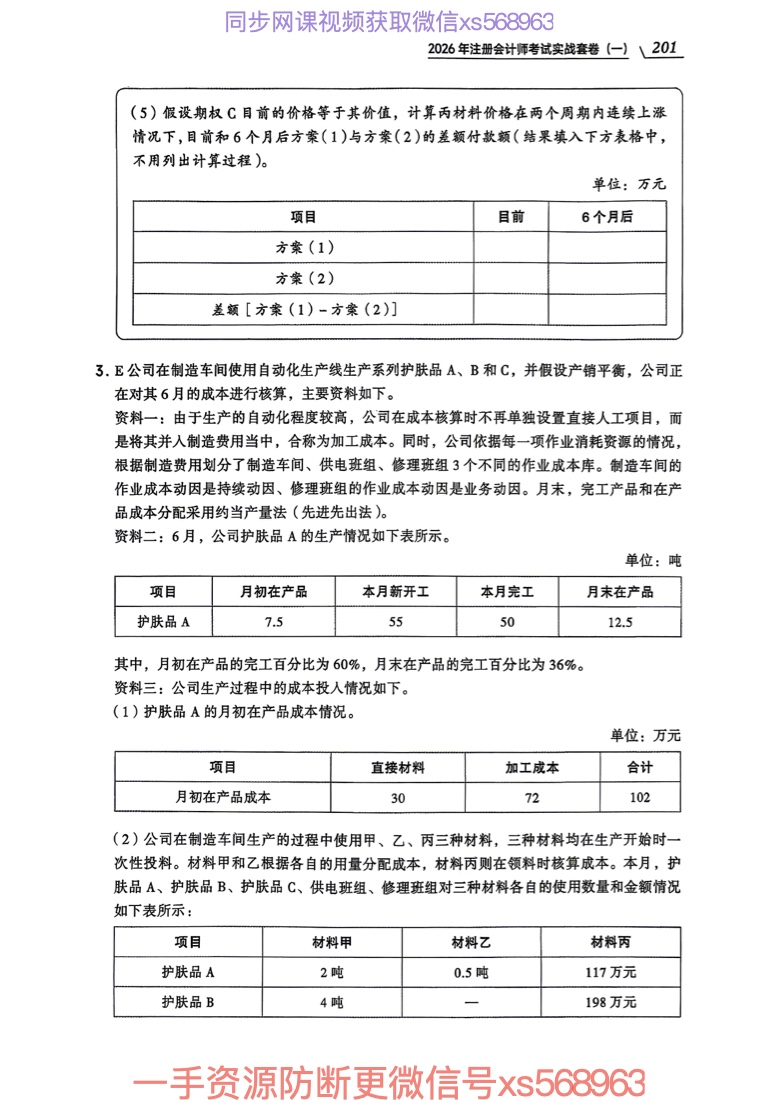 同步网课视频获取微信xs568963
2026年注册会计师考试实战套卷（一） 201
（5）假设期权C目前的价格等于其价值，计算丙材料价格在两个周期内连续上涨
情况下，目前和6个月后方案（1）与方案（2）的差额付款额（结果填入下方表格中，
不用列出计算过程）。
单位：万元
项目 目前 6个月后
方案（1）
方案（2）
差额［方案（1）－方案（2）］
3. E公司在制造车间使用自动化生产线生产系列护肤品A、B和C，并假设产销平衡，公司正
在对其6月的成本进行核算，主要资料如下。
资料一：由于生产的自动化程度较高，公司在成本核算时不再单独设置直接人工项目，而
是将其并入制造费用当中，合称为加工成本。同时，公司依据每一项作业消耗资源的情况，
根据制造费用划分了制造车间、供电班组、修理班组3个不同的作业成本库。制造车间的
作业成本动因是持续动因、修理班组的作业成本动因是业务动因。月末，完工产品和在产
品成本分配采用约当产量法（先进先出法）。
资料二：6月，公司护肤品A的生产情况如下表所示。
单位：吨
项目 月初在产品 本月新开工 本月完工 月末在产品
护肤品A 7.5 55 50 12.5
其中，月初在产品的完工百分比为60%，月末在产品的完工百分比为36%。
资料三：公司生产过程中的成本投入情况如下。
（1）护肤品A的月初在产品成本情况。
单位：万元
项目 直接材料 加工成本 合计
月初在产品成本 30 72 102
（2）公司在制造车间生产的过程中使用甲、乙、丙三种材料，三种材料均在生产开始时一
次性投料。材料甲和乙根据各自的用量分配成本，材料丙则在领料时核算成本。本月，护
肤品A、护肤品B、护肤品C、供电班组、修理班组对三种材料各自的使用数量和金额情况
如下表所示：
项目 材料甲 材料乙 材料丙
护肤品A 2吨 0.5吨 117万元
护肤品B 4吨 — 198万元
一手资源防断更微信号xs568963